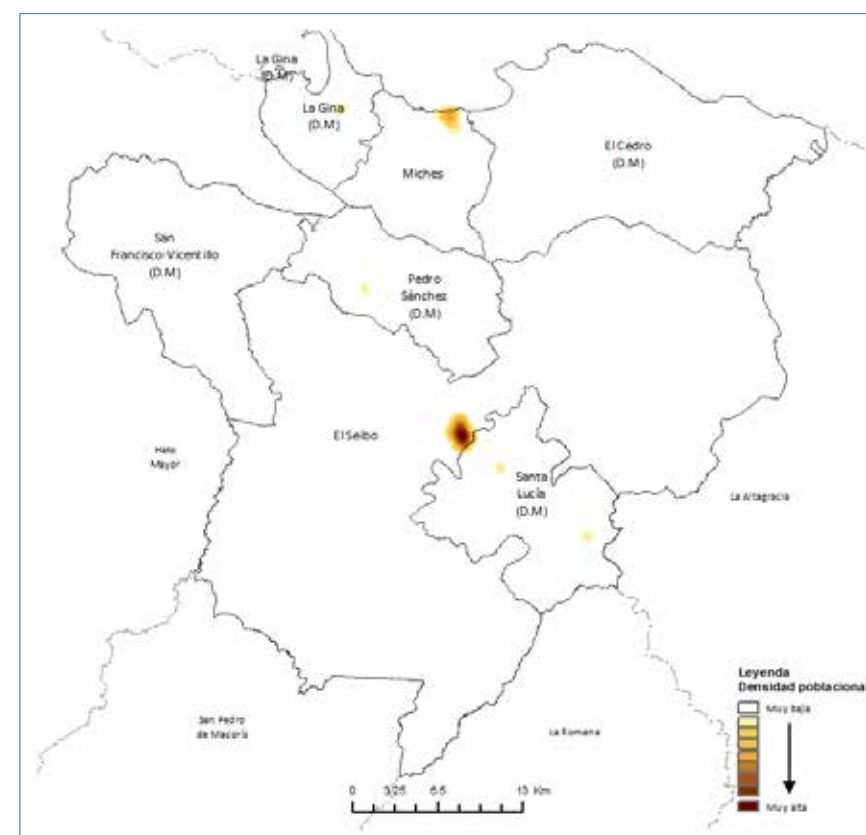 La Gina
(D.M)
La Gina
(D.M)
Miches
El Cedro
(D.M)
San
Francisco-Vicentillo
(D.M)
Pedro
Sánchez
(D.M)
El Seibo
Hato
Mayor
Santa
Lucía
(D.M)
La Altagracia
San Pedro
de Macorís
La Romana
Leyenda
Densidad poblaciona
Muy baja
Muy alta
0 3.25 6.5 13 Km